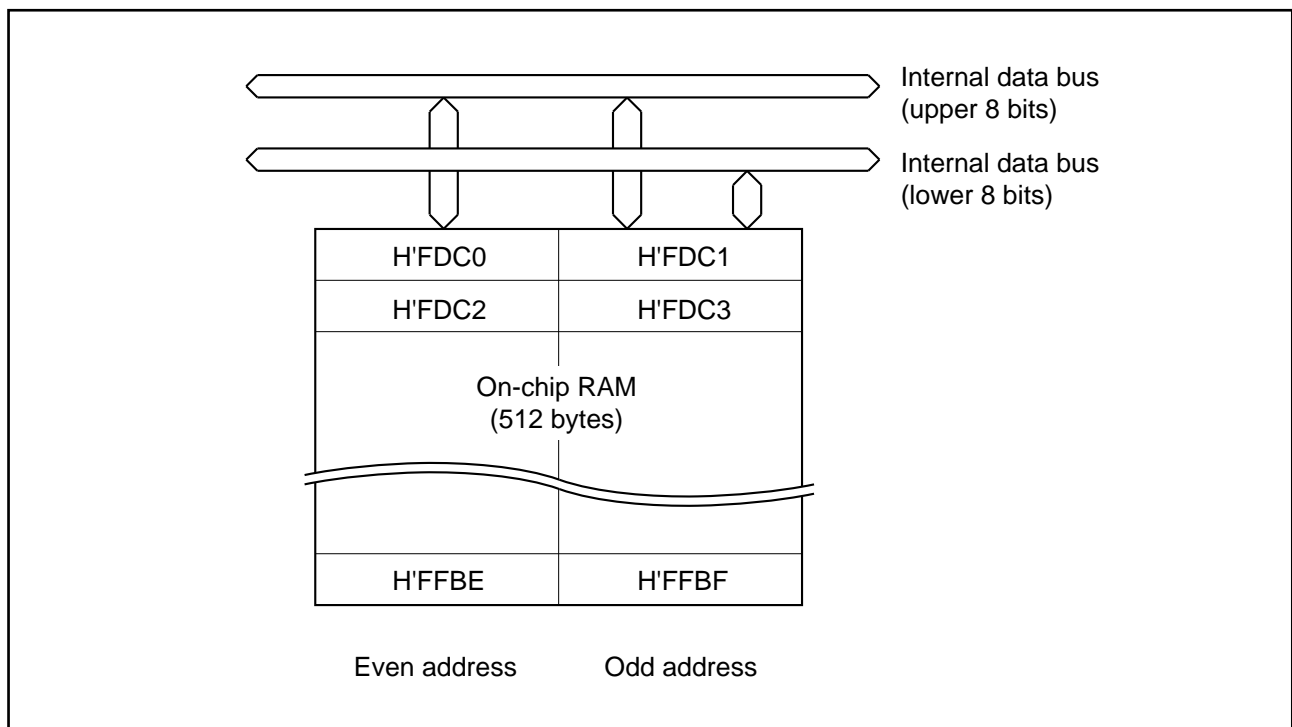 Internal data bus
(upper 8 bits)
Internal data bus
(lower 8 bits)
H'FDC0 H'FDC1
H'FDC2 H'FDC3
On-chip RAM
(512 bytes)
H'FFBE H'FFBF
Even address Odd address